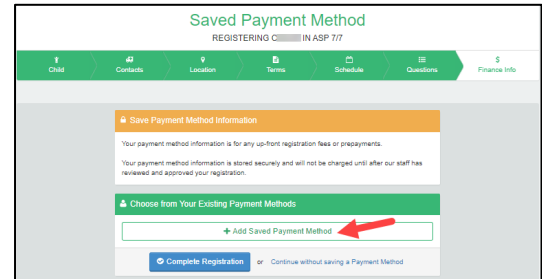 Saved Payment Method
REGISTERING C IN ASP 7/7
Child
Contacts
Location
Terms
Schedule
Questions
$
Finance Info
Save Payment Method Information
Your payment method information is for any up-front registration fees or prepayments.
Your payment method information is stored securely and will not be charged until after our staff has
reviewed and approved your registration.
Choose from Your Existing Payment Methods
+ Add Saved Payment Method
Complete Registration or Continue without saving a Payment Method